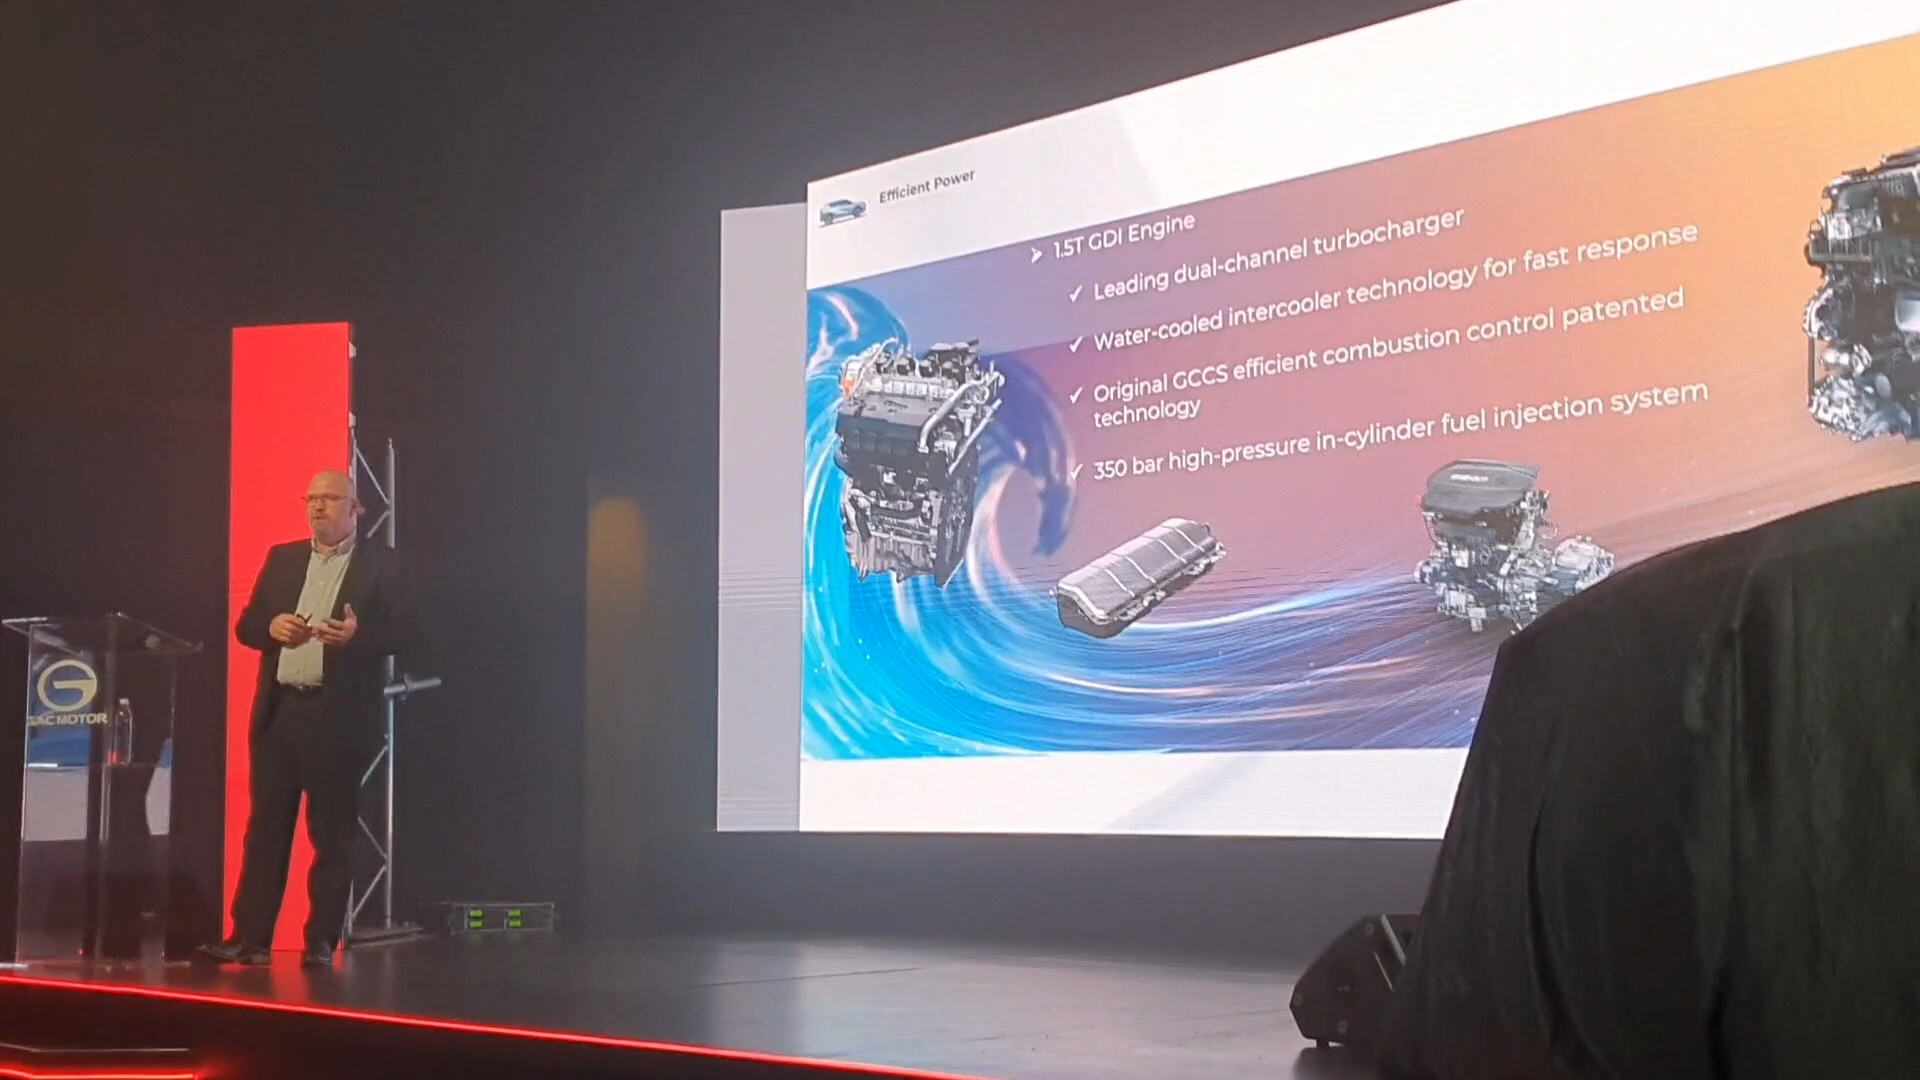 Efficient Power
1.5T GDI Engine
Leading dual-channel turbocharger
Water-cooled intercooler technology for fast response
Original GCCS efficient combustion control patented
technology
350 bar high-pressure in-cylinder fuel injection system
GAC MOTOR